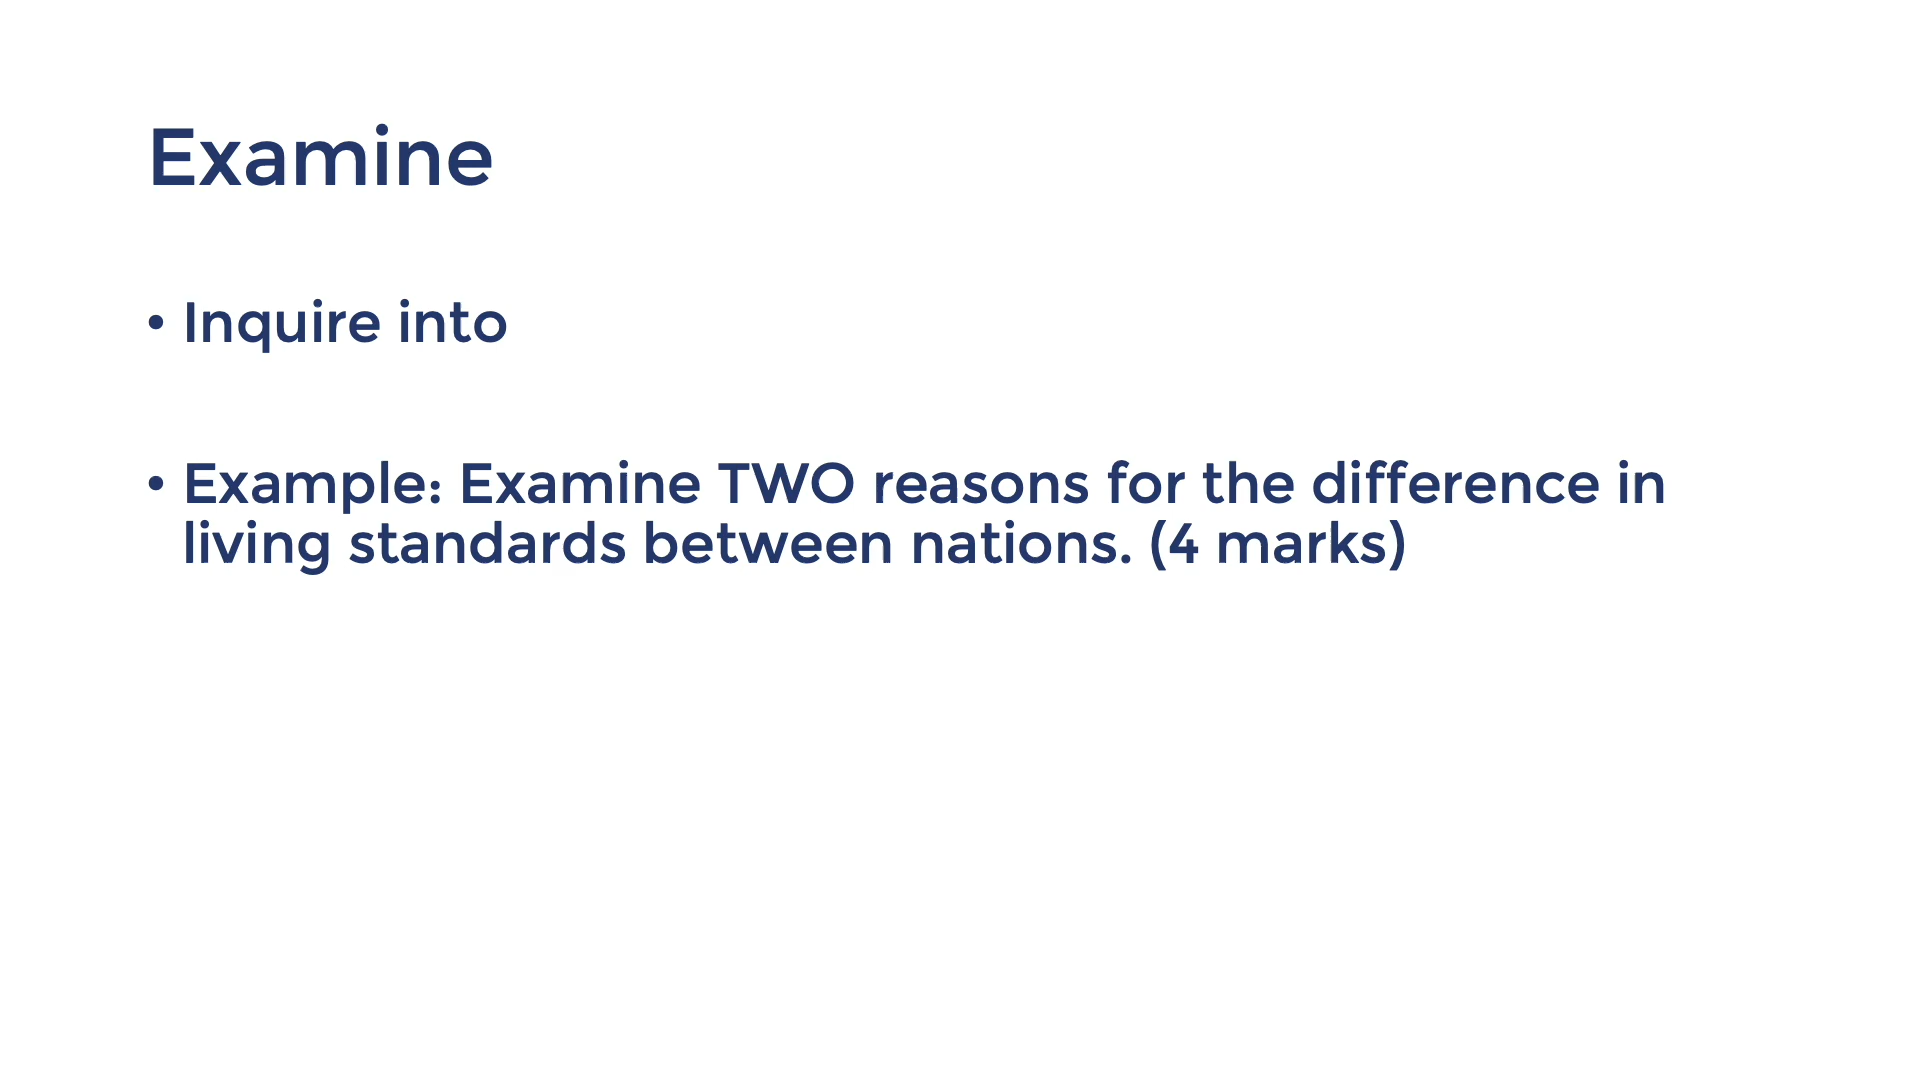 Examine
• Inquire into
• Example: Examine TWO reasons for the difference in
living standards between nations. (4 marks)